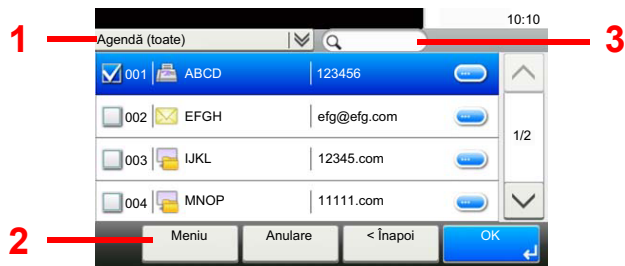 10:10
1 Agendă (toate) 3
001 ABCD 123456
002 EFGH efg@efg.com
1/2
003 IJKL 12345.com
004 MNOP 11111.com
2 Meniu Anulare < Înapoi OK